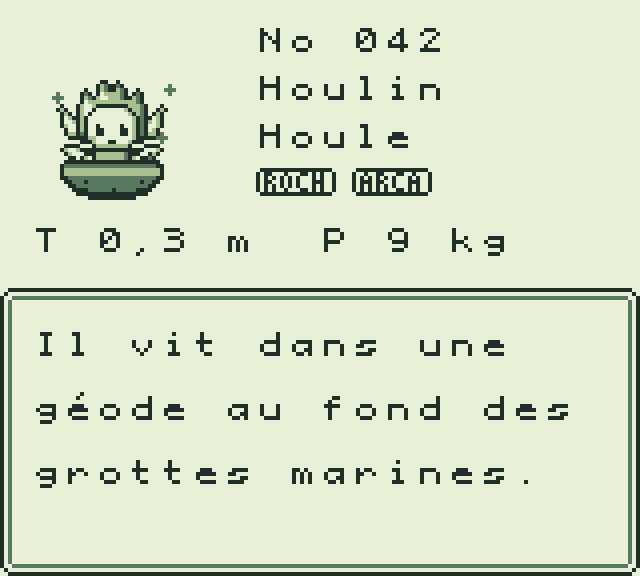 No 042
Houlin
Houle
ROCH ARCA
T 0,3 m P 9 kg
Il vit dans une
géode au fond des
grottes marines.